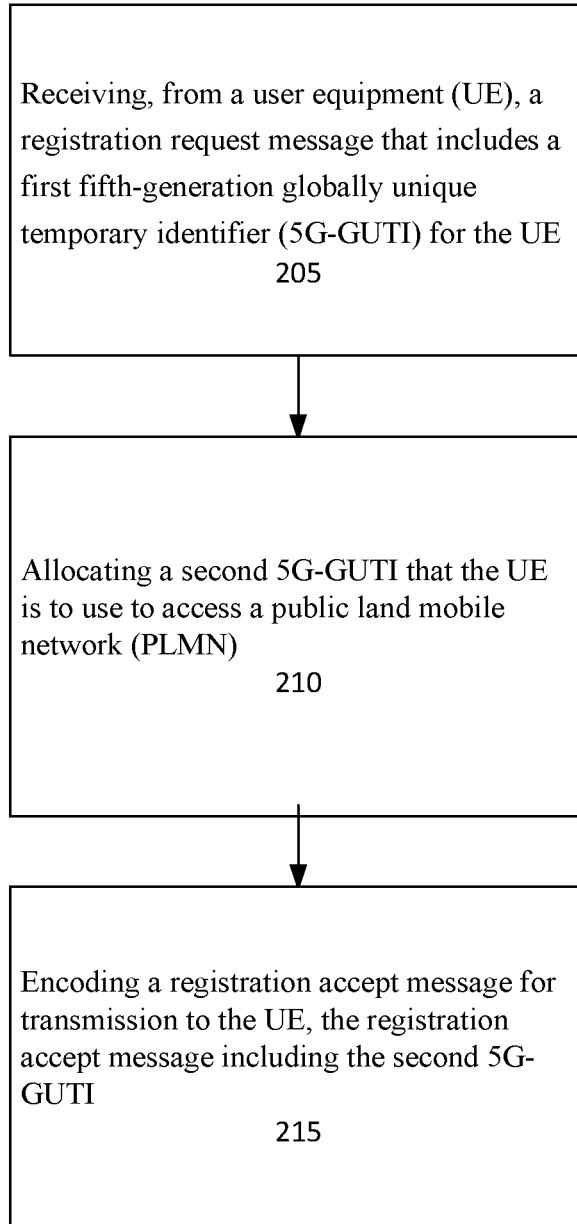 Receiving, from a user equipment (UE), a
registration request message that includes a
first fifth-generation globally unique
temporary identifier (5G-GUTI) for the UE
205
Allocating a second 5G-GUTI that the UE
is to use to access a public land mobile
network (PLMN)
210
Encoding a registration accept message for
transmission to the UE, the registration
accept message including the second 5G-
GUTI
215